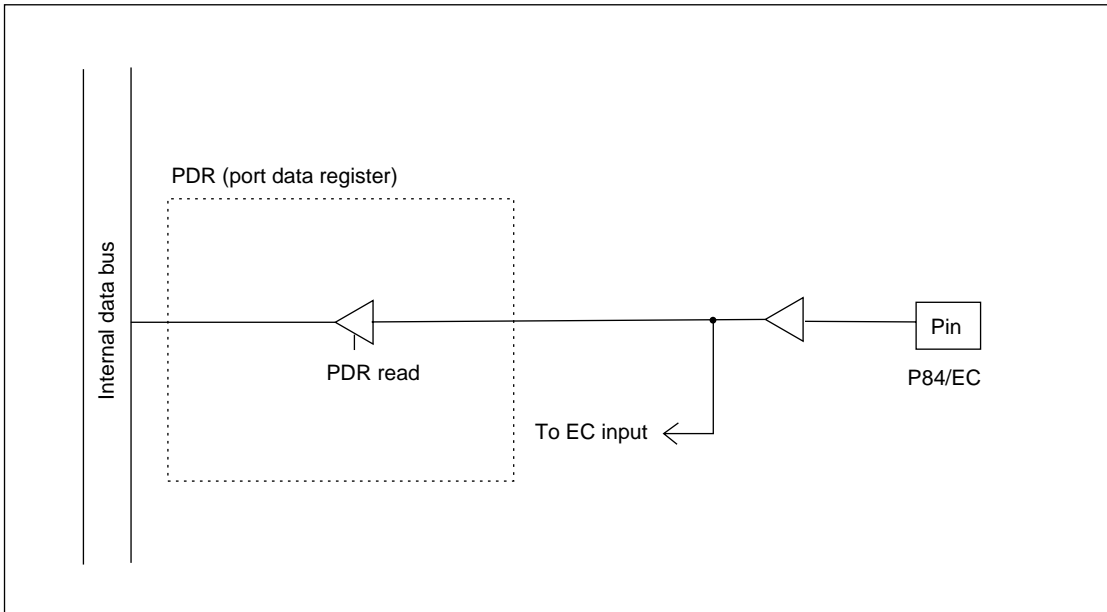 PDR (port data register)
Internal data bus
PDR read
Pin
P84/EC
To EC input